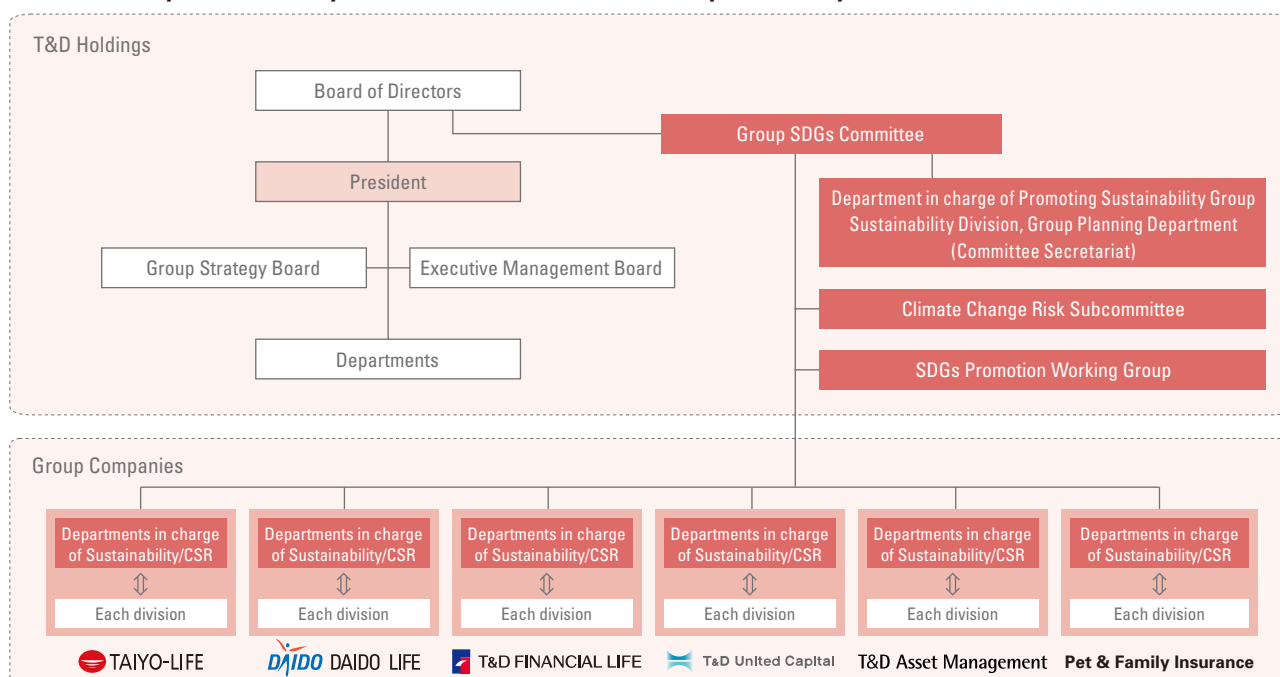 T&D Holdings
Board of Directors
Group SDGs Committee
President
Department in charge of Promoting Sustainability Group
Sustainability Division, Group Planning Department
(Committee Secretariat)
Group Strategy Board
Executive Management Board
Climate Change Risk Subcommittee
Departments
SDGs Promotion Working Group
Group Companies
Departments in charge
of Sustainability/CSR
Each division
TAIYO-LIFE
Departments in charge
of Sustainability/CSR
Each division
DAIDO DAIDO LIFE
Departments in charge
of Sustainability/CSR
Each division
T&D FINANCIAL LIFE
Departments in charge
of Sustainability/CSR
Each division
T&D United Capital
Departments in charge
of Sustainability/CSR
Each division
T&D Asset Management
Departments in charge
of Sustainability/CSR
Each division
Pet & Family Insurance